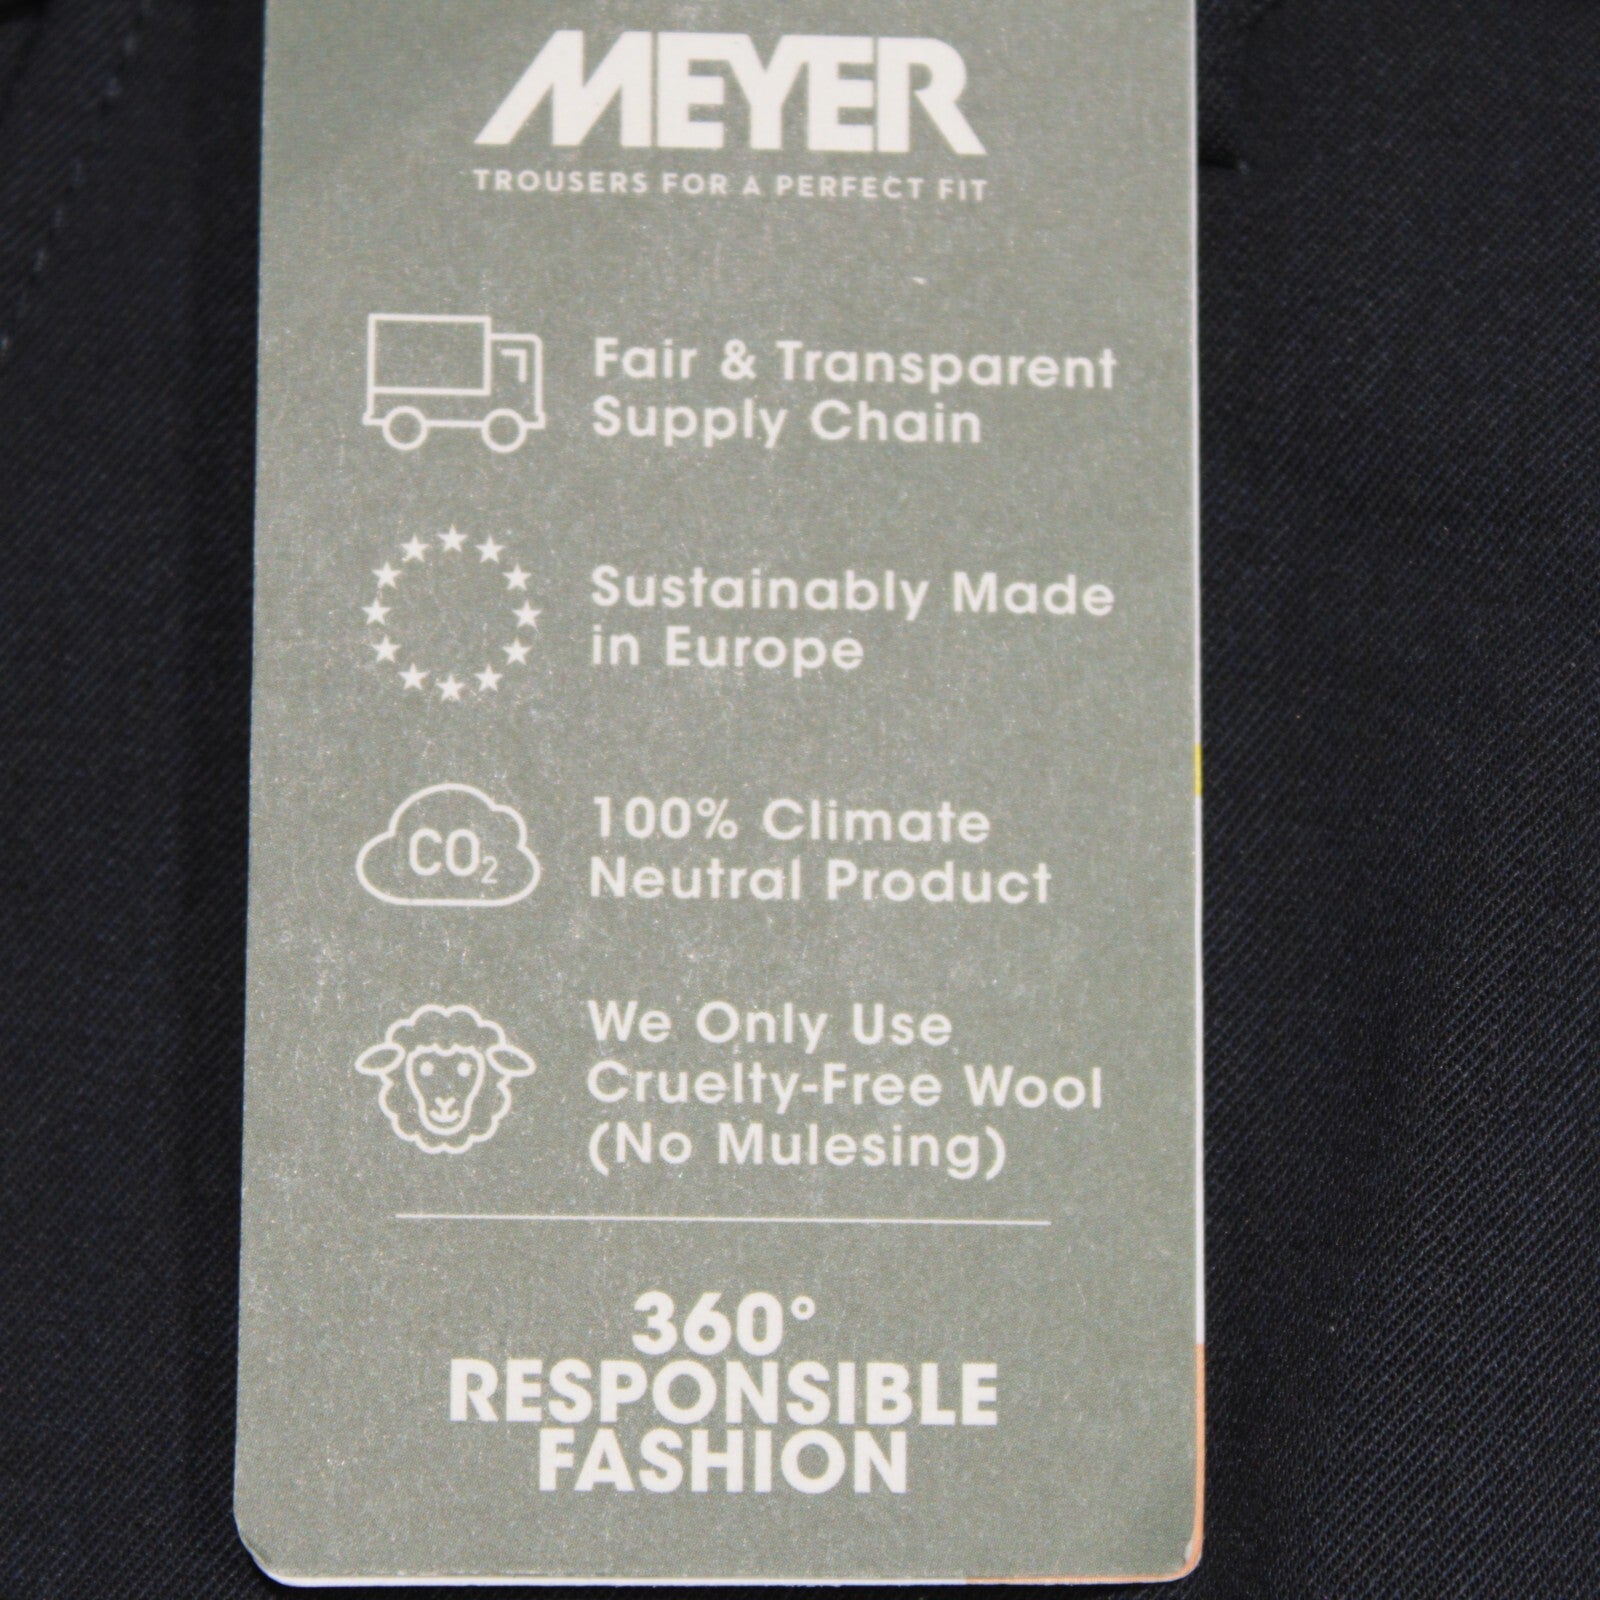 MEYER
TROUSERS FOR A PERFECT FIT
Fair & Transparent
Supply Chain
Sustainably Made
in Europe
CO₂
100% Climate
Neutral Product
We Only Use
Cruelty-Free Wool
(No Mulesing)
360°
RESPONSIBLE
FASHION